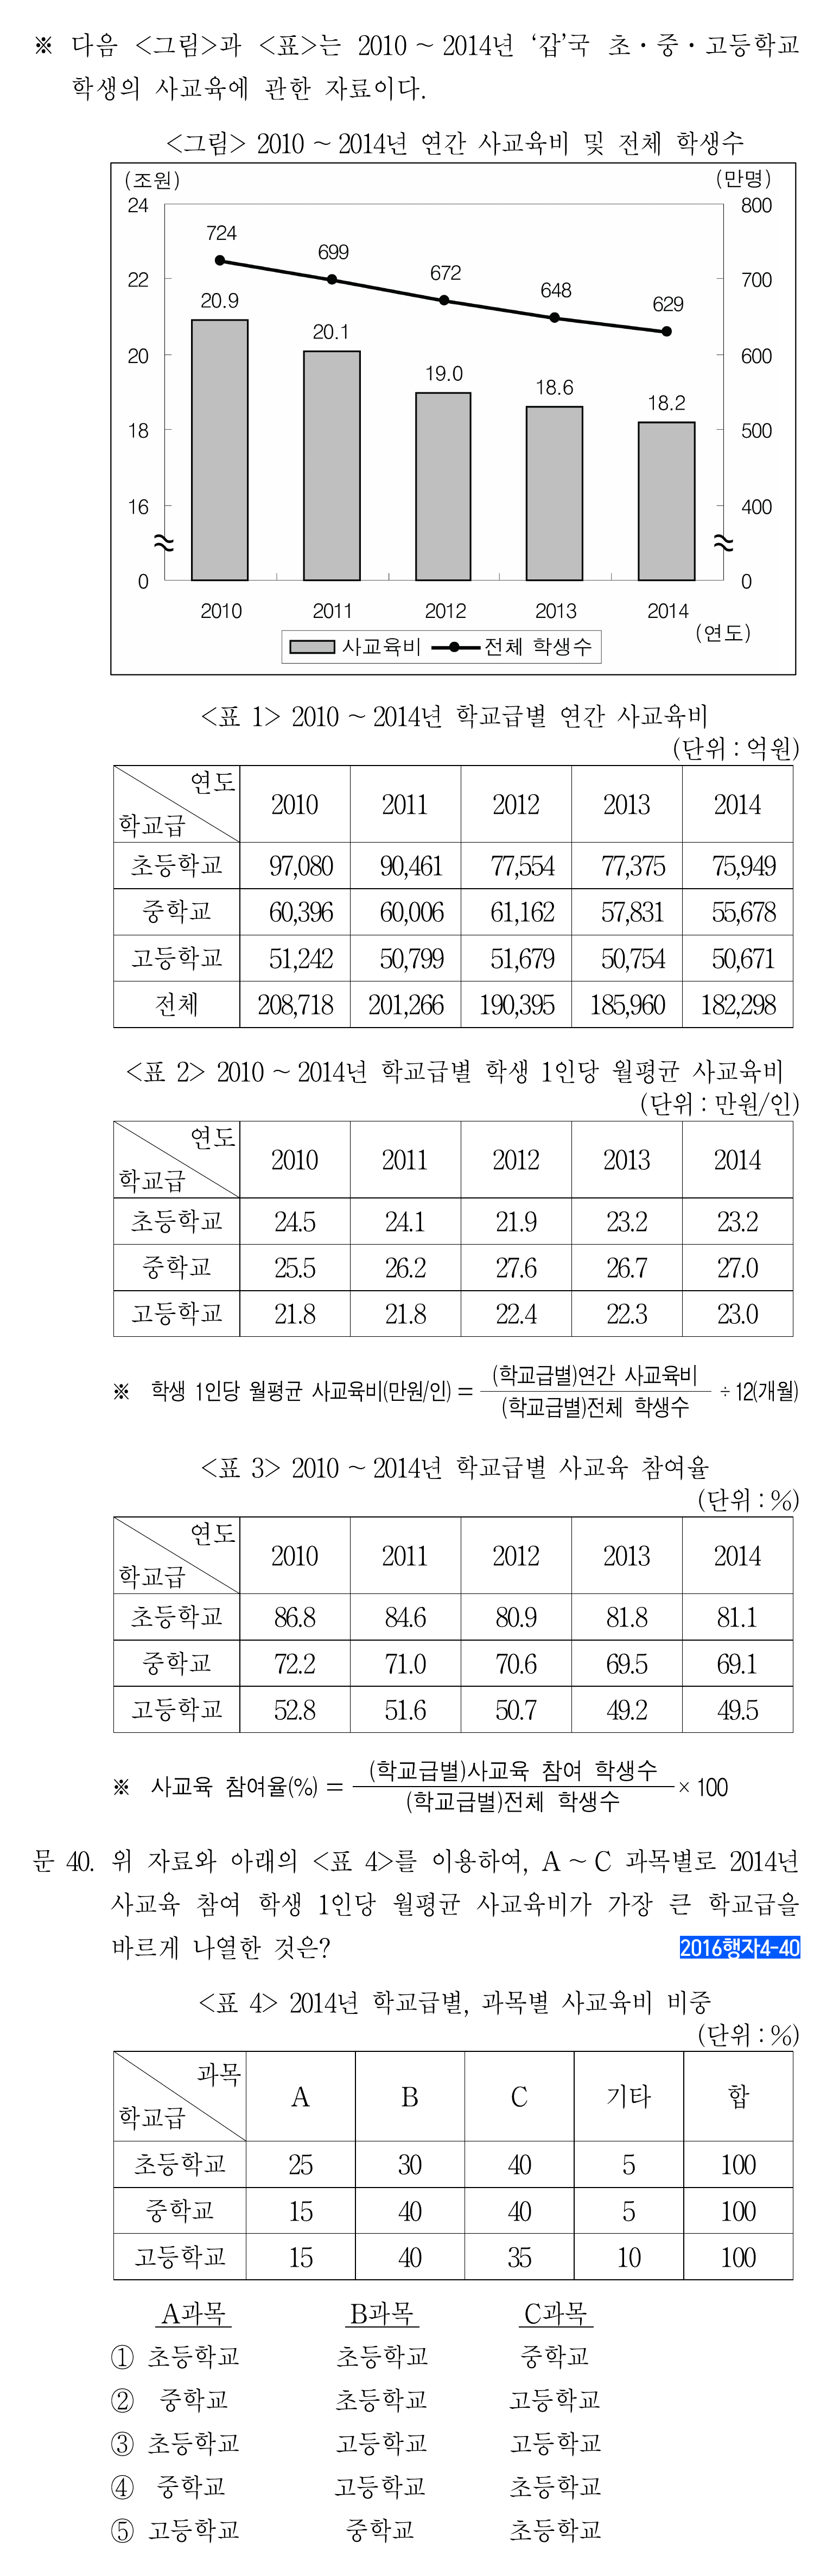 ※ 다음 <그림>과 <표>는 2010 ~ 2014년 ‘갑’국 초・중・고등학교
학생의 사교육에 관한 자료이다.
<그림> 2010 ~ 2014년 연간 사교육비 및 전체 학생수
(조원) (만명)
24 800
724
699
22 672 700
648
20.9 629
20.1
20 600
19.0
18.6
18.2
18 500
16 400
0 0
2010 2011 2012 2013 2014
(연도)
사교육비 전체 학생수
<표 1> 2010 ~ 2014년 학교급별 연간 사교육비
(단위 : 억원)
연도
학교급 2010 2011 2012 2013 2014
초등학교 97,080 90,461 77,554 77,375 75,949
중학교 60,396 60,006 61,162 57,831 55,678
고등학교 51,242 50,799 51,679 50,754 50,671
전체 208,718 201,266 190,395 185,960 182,298
<표 2> 2010 ~ 2014년 학교급별 학생 1인당 월평균 사교육비
(단위 : 만원/인)
연도
학교급 2010 2011 2012 2013 2014
초등학교 24.5 24.1 21.9 23.2 23.2
중학교 25.5 26.2 27.6 26.7 27.0
고등학교 21.8 21.8 22.4 22.3 23.0
※ 학생 1인당 월평균 사교육비(만원/인) = (학교급별)연간 사교육비 / (학교급별)전체 학생수 ÷ 12(개월)
<표 3> 2010 ~ 2014년 학교급별 사교육 참여율
(단위 : %)
연도
학교급 2010 2011 2012 2013 2014
초등학교 86.8 84.6 80.9 81.8 81.1
중학교 72.2 71.0 70.6 69.5 69.1
고등학교 52.8 51.6 50.7 49.2 49.5
※ 사교육 참여율(%) = (학교급별)사교육 참여 학생수 / (학교급별)전체 학생수 × 100
문 40. 위 자료와 아래의 <표 4>를 이용하여, A ~ C 과목별로 2014년
사교육 참여 학생 1인당 월평균 사교육비가 가장 큰 학교급을
바르게 나열한 것은? 2016행자4-40
<표 4> 2014년 학교급별, 과목별 사교육비 비중
(단위 : %)
과목
학교급 A B C 기타 합
초등학교 25 30 40 5 100
중학교 15 40 40 5 100
고등학교 15 40 35 10 100
A과목 B과목 C과목
① 초등학교 초등학교 중학교
② 중학교 초등학교 고등학교
③ 초등학교 고등학교 고등학교
④ 중학교 고등학교 초등학교
⑤ 고등학교 중학교 초등학교